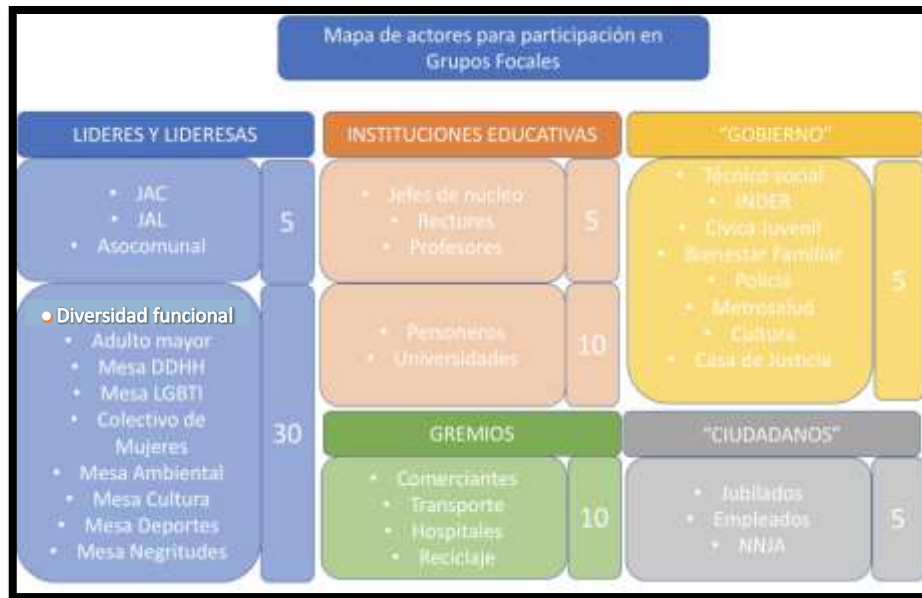 Mapa de actores para participación en
Grupos Focales
LIDERES Y LIDERESAS
• JAC
• JAL
• Asocomunal
5
• Diversidad funcional
• Adulto mayor
• Mesa DDHH
• Mesa LGBTI
• Colectivo de
Mujeres
• Mesa Ambiental
• Mesa Cultura
• Mesa Deportes
• Mesa Negritudes
30
INSTITUCIONES EDUCATIVAS
• Jefes de núcleo
• Rectores
• Profesores
5
• Personeros
• Universidades
10
GREMIOS
• Comerciantes
• Transporte
• Hospitales
• Reciclaje
10
"GOBIERNO"
• Técnico social
• INDER
• Cívica Juvenil
• Bienestar Familiar
• Policía
• Metrosalud
• Cultura
• Casa de Justicia
5
"CIUDADANOS"
• Jubilados
• Empleados
• NNJA
5